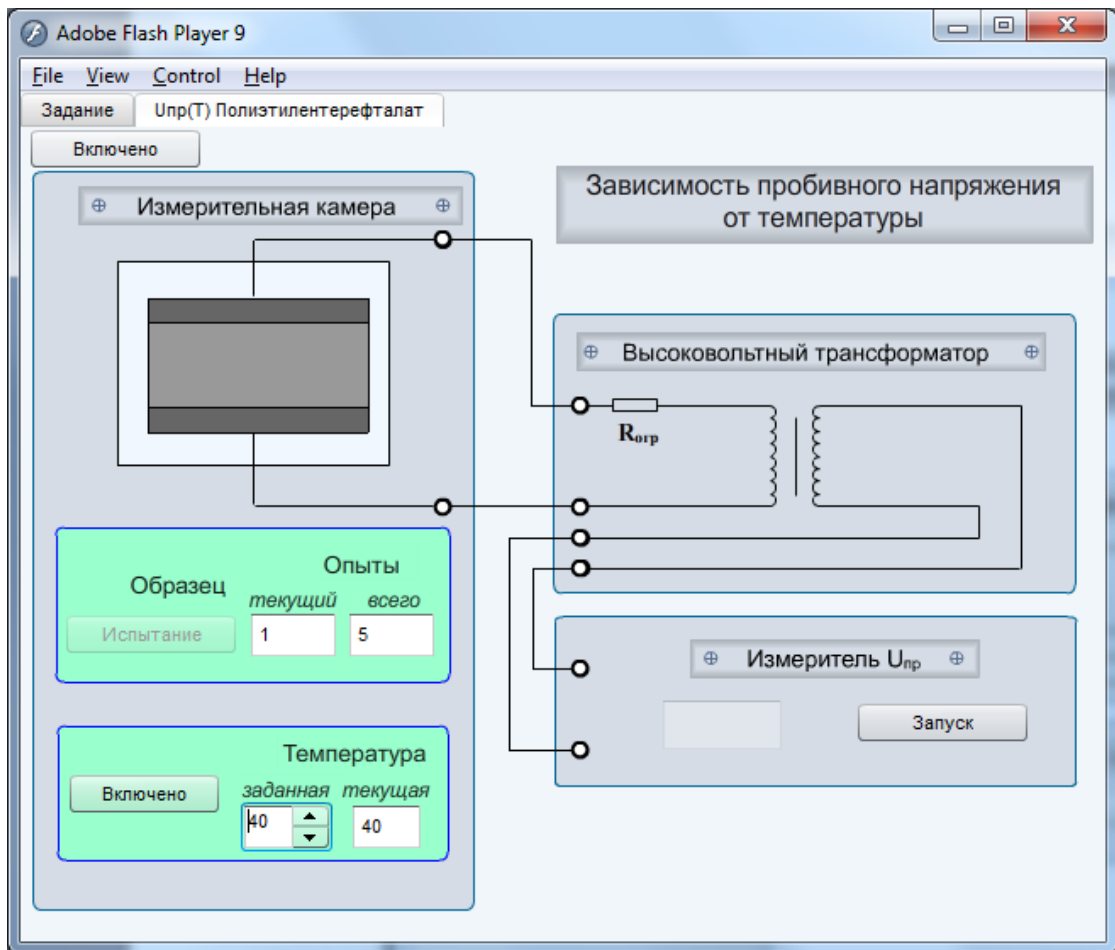 Adobe Flash Player 9
File View Control Help
Задание Uпр(T) Полиэтилентерефталат
Включено
Измерительная камера
Зависимость пробивного напряжения
от температуры
Высоковольтный трансформатор
Rогр
Опыты
Образец
текущий всего
Испытание 1 5
Измеритель Uпр
Запуск
Температура
заданная текущая
Включено 40 40